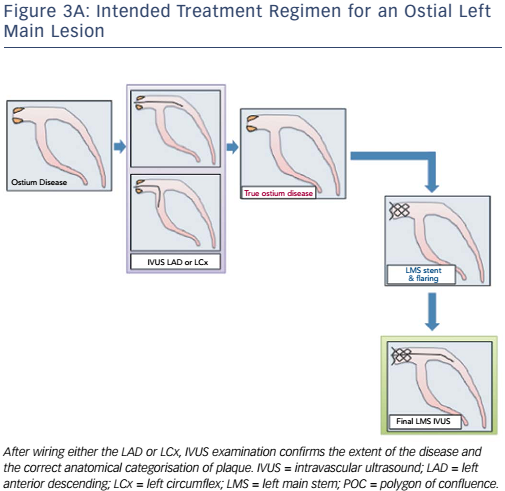 Figure 3A: Intended Treatment Regimen for an Ostial Left
Main Lesion
Ostium Disease
IVUS LAD or LCx
True ostium disease
LMS stent
& flaring
Final LMS IVUS
After wiring either the LAD or LCx, IVUS examination confirms the extent of the disease and
the correct anatomical categorisation of plaque. IVUS = intravascular ultrasound; LAD = left
anterior descending; LCx = left circumflex; LMS = left main stem; POC = polygon of confluence.